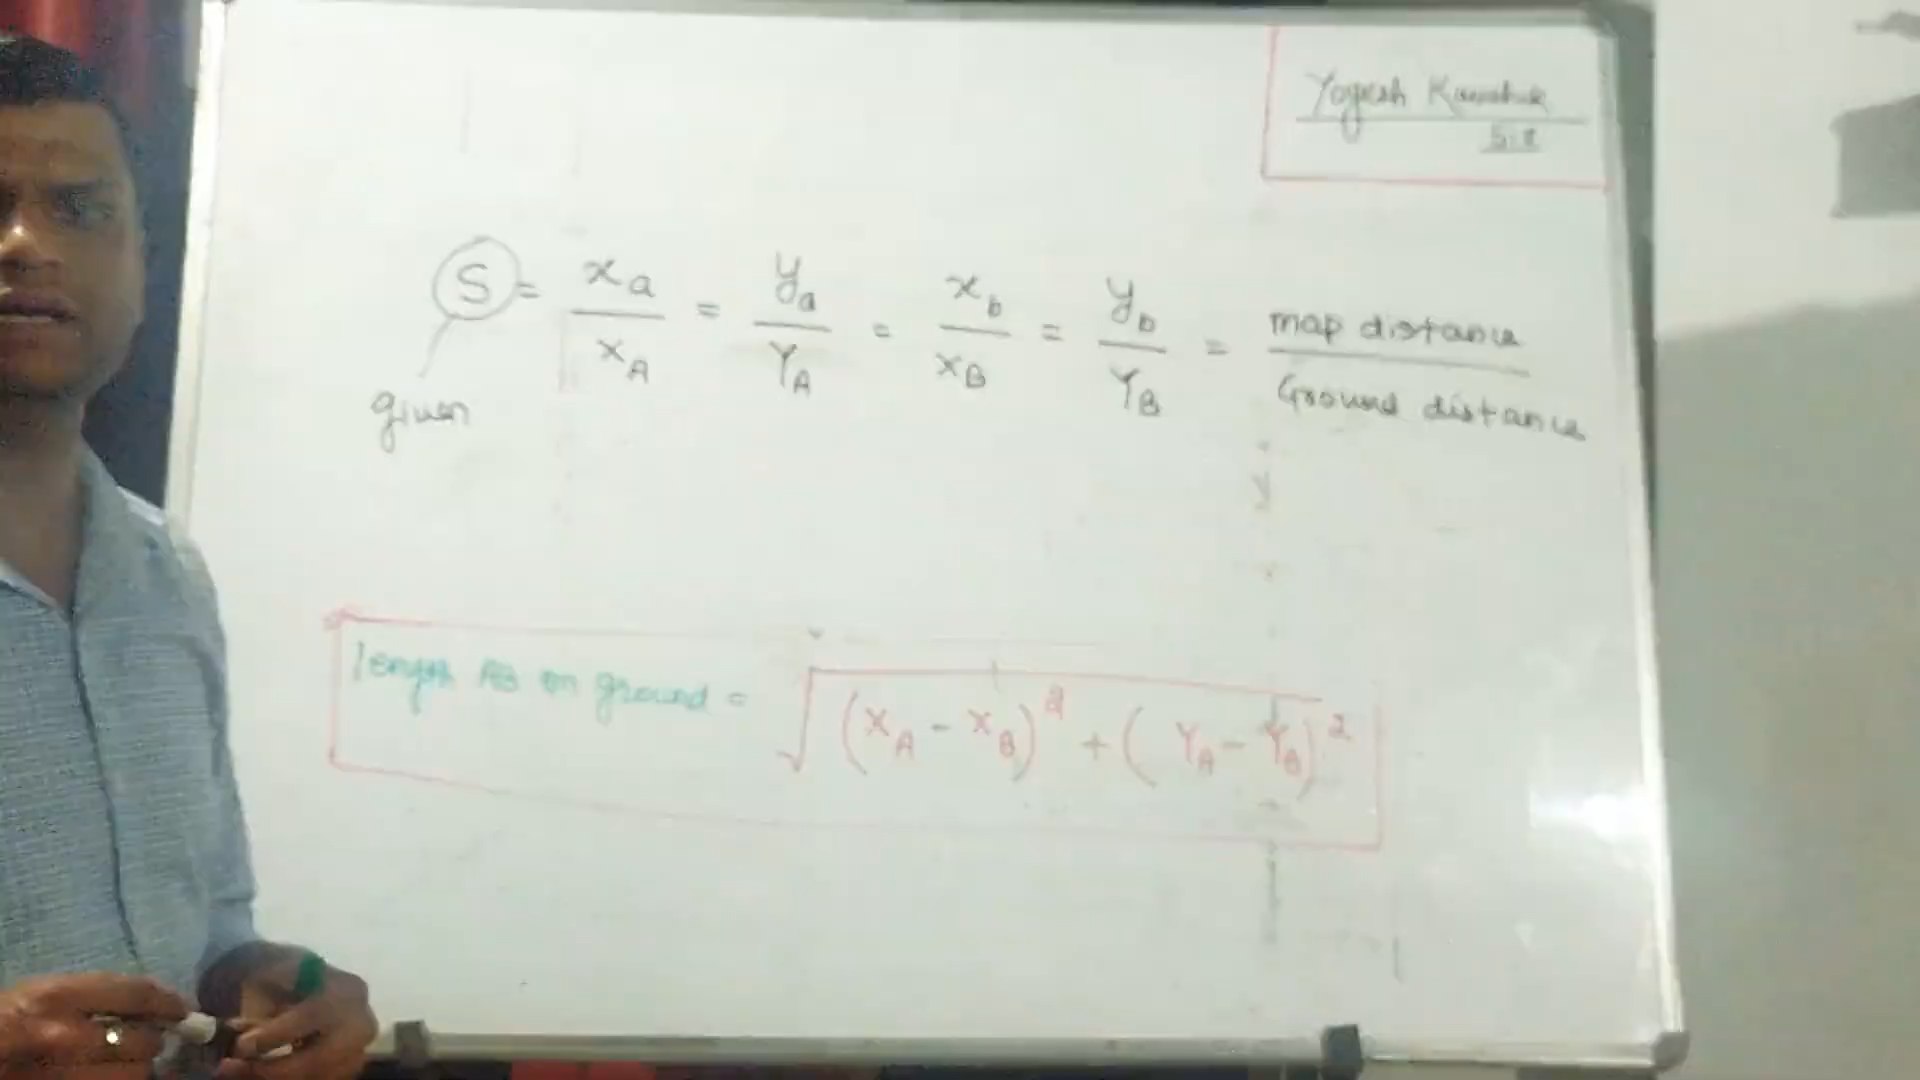 Yogesh Kaushik
S = xa/XA = ya/YA = xb/XB = yb/YB = map distance/Ground distance
given
length AB on ground = √(XA - XB)² + (YA - YB)²